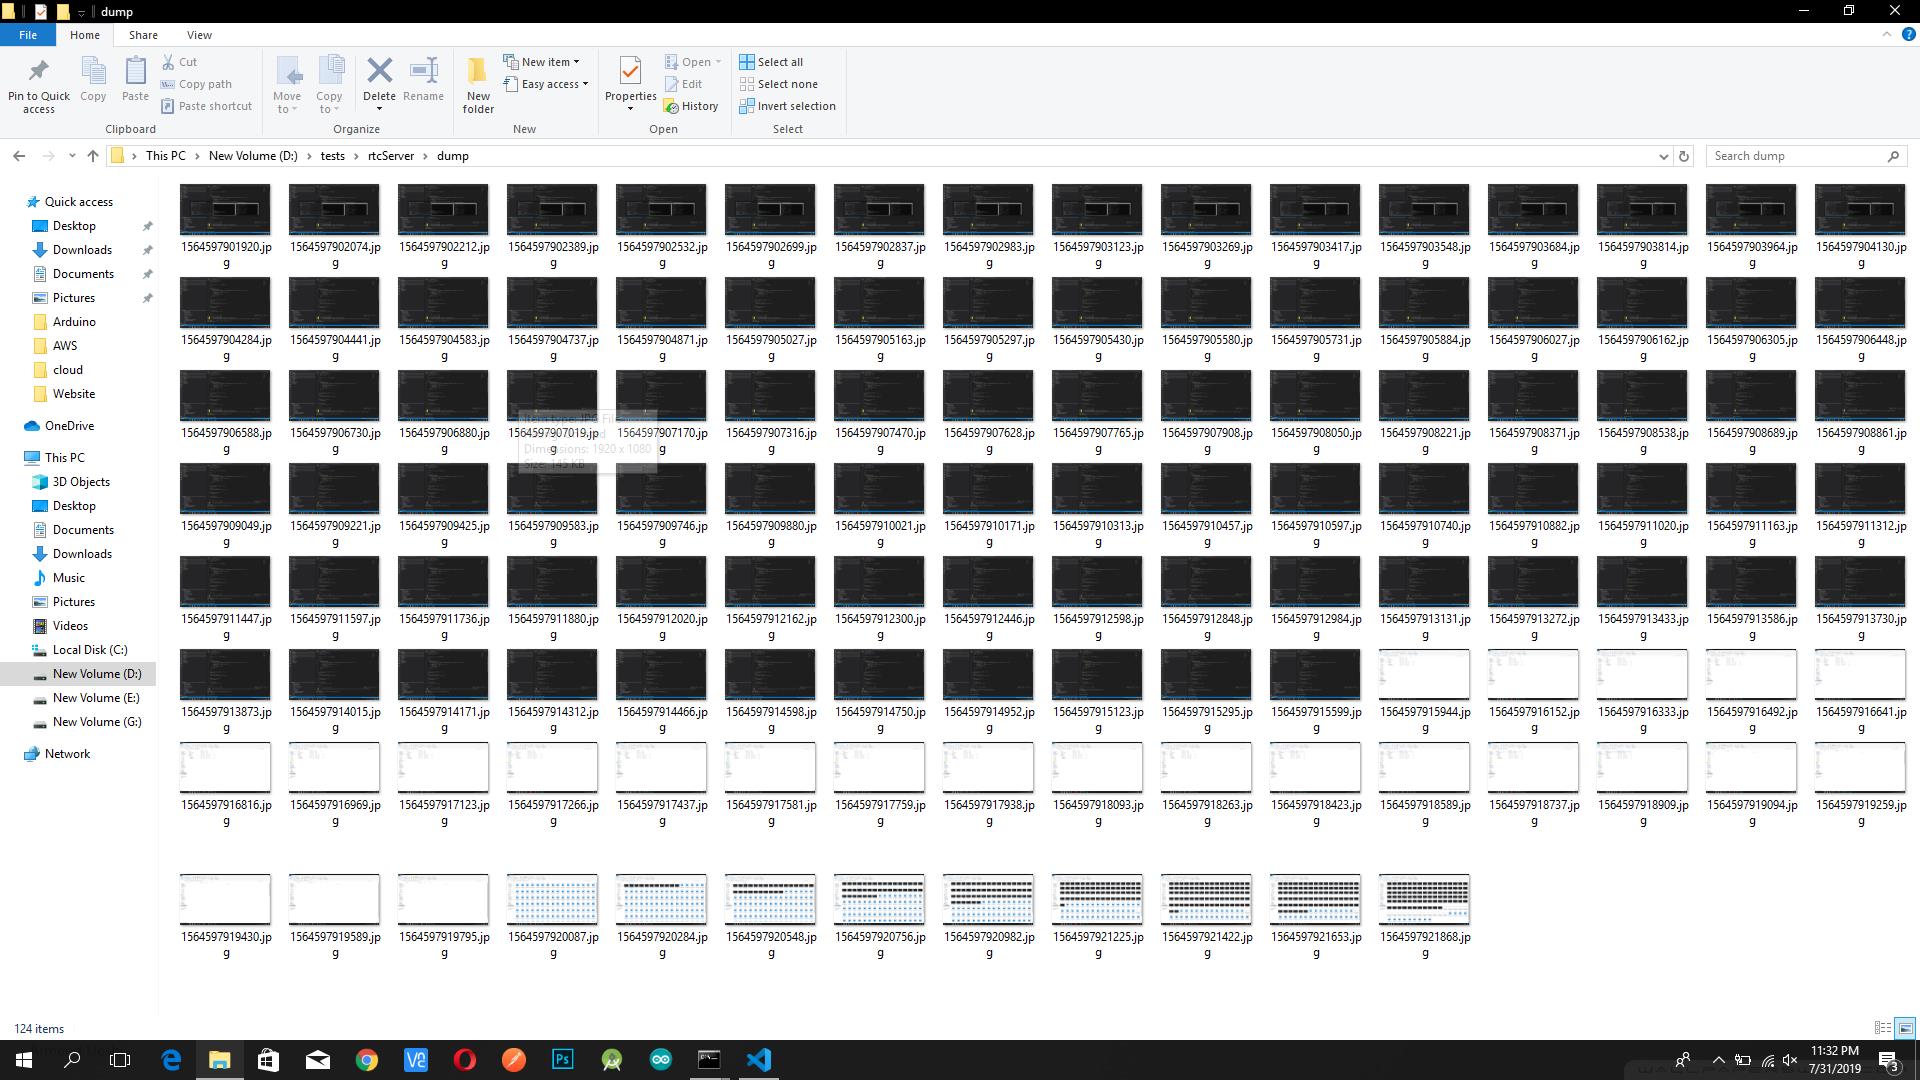 dump
File Home Share View
Pin to Quick access
Copy
Paste
Cut
Copy path
Paste shortcut
Clipboard
Move to
Copy to
Delete
Rename
Organize
New folder
New item
Easy access
New
Properties
Open
Edit
History
Open
Select all
Select none
Invert selection
Select
This PC New Volume (D:) tests rtcServer dump
Search dump
Quick access
Desktop
Downloads
Documents
Pictures
Arduino
AWS
cloud
Website
OneDrive
This PC
3D Objects
Desktop
Documents
Downloads
Music
Pictures
Videos
Local Disk (C:)
New Volume (D:)
New Volume (E:)
New Volume (G:)
Network
1564597901920.jpg 1564597902074.jpg 1564597902212.jpg 1564597902389.jpg 1564597902532.jpg 1564597902699.jpg 1564597902837.jpg 1564597902983.jpg 1564597903123.jpg 1564597903269.jpg 1564597903417.jpg 1564597903548.jpg 1564597903684.jpg 1564597903814.jpg 1564597903964.jpg 1564597904130.jpg
1564597904284.jpg 1564597904441.jpg 1564597904583.jpg 1564597904737.jpg 1564597904871.jpg 1564597905027.jpg 1564597905163.jpg 1564597905297.jpg 1564597905430.jpg 1564597905580.jpg 1564597905731.jpg 1564597905884.jpg 1564597906027.jpg 1564597906162.jpg 1564597906305.jpg 1564597906448.jpg
1564597906588.jpg 1564597906730.jpg 1564597906880.jpg 1564597907019.jpg 1564597907170.jpg 1564597907316.jpg 1564597907470.jpg 1564597907628.jpg 1564597907765.jpg 1564597907908.jpg 1564597908050.jpg 1564597908221.jpg 1564597908371.jpg 1564597908538.jpg 1564597908689.jpg 1564597908861.jpg
Item type: JPG File
Dimensions: 1920 x 1080
Size: 145 KB
1564597909049.jpg 1564597909221.jpg 1564597909425.jpg 1564597909583.jpg 1564597909746.jpg 1564597909880.jpg 1564597910021.jpg 1564597910171.jpg 1564597910313.jpg 1564597910457.jpg 1564597910597.jpg 1564597910740.jpg 1564597910882.jpg 1564597911020.jpg 1564597911163.jpg 1564597911312.jpg
1564597911447.jpg 1564597911597.jpg 1564597911736.jpg 1564597911880.jpg 1564597912020.jpg 1564597912162.jpg 1564597912300.jpg 1564597912446.jpg 1564597912598.jpg 1564597912848.jpg 1564597912984.jpg 1564597913131.jpg 1564597913272.jpg 1564597913433.jpg 1564597913586.jpg 1564597913730.jpg
1564597913873.jpg 1564597914015.jpg 1564597914171.jpg 1564597914312.jpg 1564597914466.jpg 1564597914598.jpg 1564597914750.jpg 1564597914952.jpg 1564597915123.jpg 1564597915295.jpg 1564597915599.jpg 1564597915944.jpg 1564597916152.jpg 1564597916333.jpg 1564597916492.jpg 1564597916641.jpg
1564597916816.jpg 1564597916969.jpg 1564597917123.jpg 1564597917266.jpg 1564597917437.jpg 1564597917581.jpg 1564597917759.jpg 1564597917938.jpg 1564597918093.jpg 1564597918263.jpg 1564597918423.jpg 1564597918589.jpg 1564597918737.jpg 1564597918909.jpg 1564597919094.jpg 1564597919259.jpg
1564597919430.jpg 1564597919589.jpg 1564597919795.jpg 1564597920087.jpg 1564597920284.jpg 1564597920548.jpg 1564597920756.jpg 1564597920982.jpg 1564597921225.jpg 1564597921422.jpg 1564597921653.jpg 1564597921868.jpg
124 items
Ps
11:32 PM
7/31/2019
3